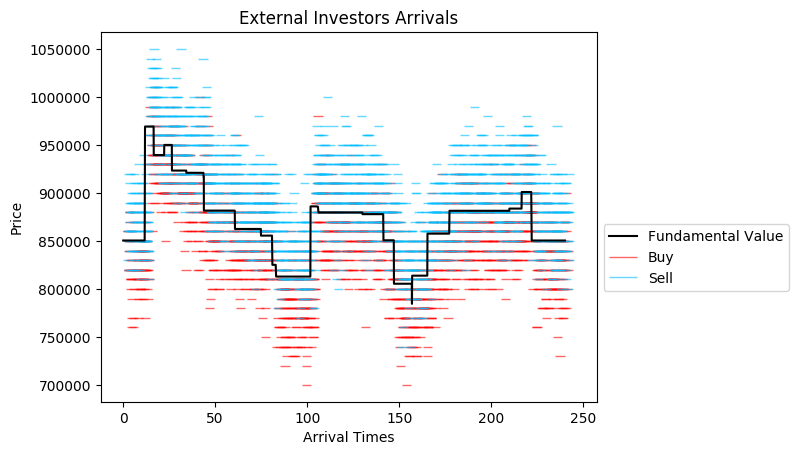 External Investors Arrivals
Price
1050000
1000000
950000
900000
850000
800000
750000
700000
0 50 100 150 200 250
Arrival Times
Fundamental Value
Buy
Sell